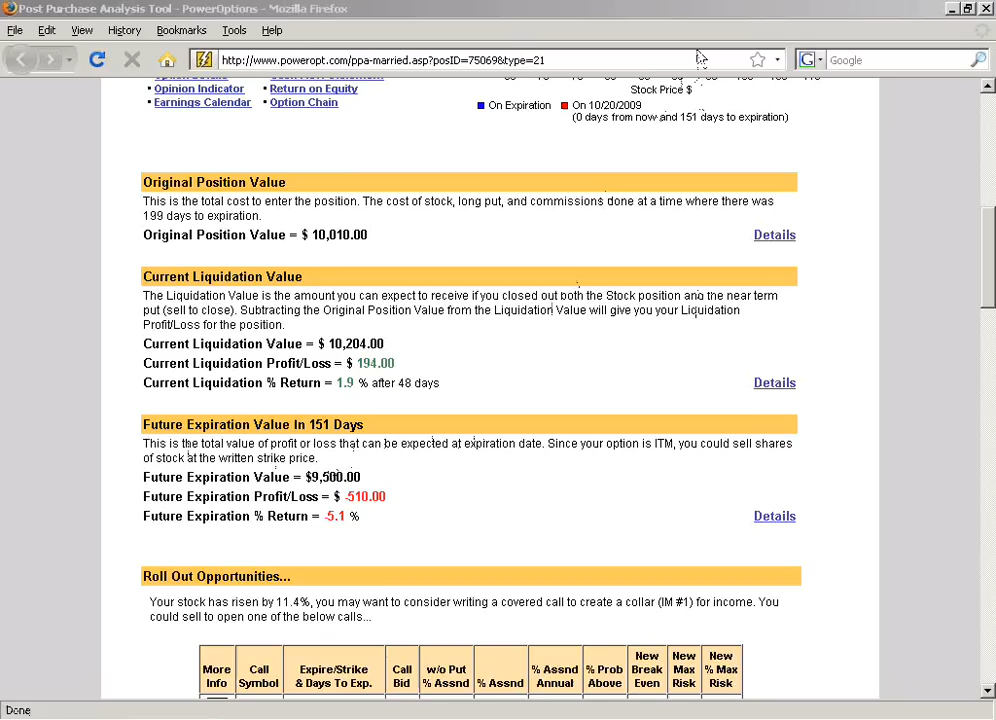 Post Purchase Analysis Tool - PowerOptions - Mozilla Firefox
File Edit View History Bookmarks Tools Help
http://www.poweropt.com/ppa-married.asp?posID=75069&type=21
Google
• Opinion Indicator • Return on Equity
• Earnings Calendar • Option Chain
Stock Price $
On Expiration On 10/20/2009
(0 days from now and 151 days to expiration)
Original Position Value
This is the total cost to enter the position. The cost of stock, long put, and commissions done at a time where there was
199 days to expiration.
Original Position Value = $ 10,010.00 Details
Current Liquidation Value
The Liquidation Value is the amount you can expect to receive if you closed out both the Stock position and the near term
put (sell to close). Subtracting the Original Position Value from the Liquidation Value will give you your Liquidation
Profit/Loss for the position.
Current Liquidation Value = $ 10,204.00
Current Liquidation Profit/Loss = $ 194.00
Current Liquidation % Return = 1.9 % after 48 days Details
Future Expiration Value In 151 Days
This is the total value of profit or loss that can be expected at expiration date. Since your option is ITM, you could sell shares
of stock at the written strike price.
Future Expiration Value = $9,500.00
Future Expiration Profit/Loss = $ -510.00
Future Expiration % Return = -5.1 % Details
Roll Out Opportunities...
Your stock has risen by 11.4%, you may want to consider writing a covered call to create a collar (IM #1) for income. You
could sell to open one of the below calls...
More Info Call Symbol Expire/Strike & Days To Exp. Call Bid w/o Put % Assnd % Assnd % Assnd Annual % Prob Above New Break Even New Max Risk New % Max Risk
Done